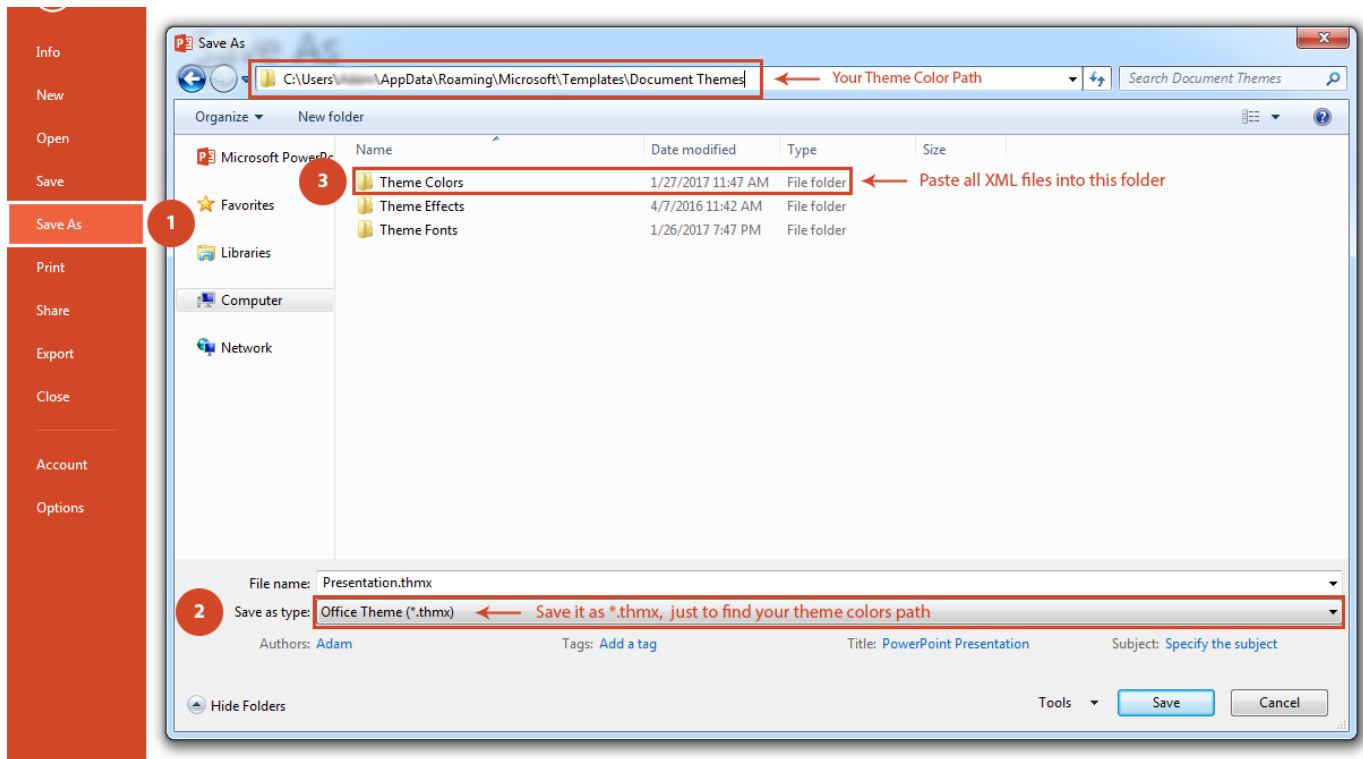 Info
New
Open
Save
Save As
Print
Share
Export
Close
Account
Options
Save As
C:\Users\ \AppData\Roaming\Microsoft\Templates\Document Themes
Your Theme Color Path
Search Document Themes
Organize
New folder
Microsoft PowerPo
Favorites
Libraries
Computer
Network
Name Date modified Type Size
3
Theme Colors 1/27/2017 11:47 AM File folder
Paste all XML files into this folder
Theme Effects 4/7/2016 11:42 AM File folder
Theme Fonts 1/26/2017 7:47 PM File folder
1
File name: Presentation.thmx
2
Save as type: Office Theme (*.thmx)
Save it as *.thmx, just to find your theme colors path
Authors: Adam Tags: Add a tag Title: PowerPoint Presentation Subject: Specify the subject
Hide Folders
Tools
Save
Cancel